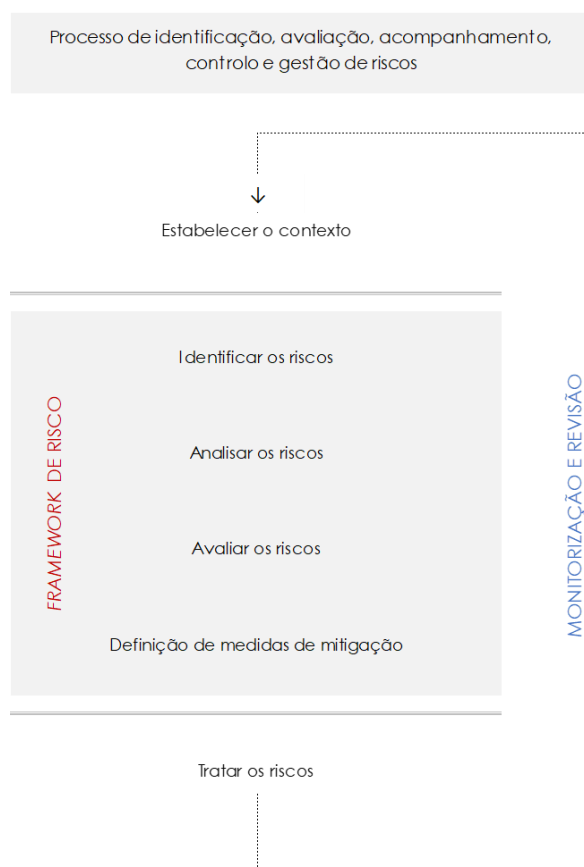 Processo de identificação, avaliação, acompanhamento,
controlo e gestão de riscos
Estabelecer o contexto
Identificar os riscos
Analisar os riscos
Avaliar os riscos
Definição de medidas de mitigação
FRAMEWORK DE RISCO
MONITORIZAÇÃO E REVISÃO
Tratar os riscos